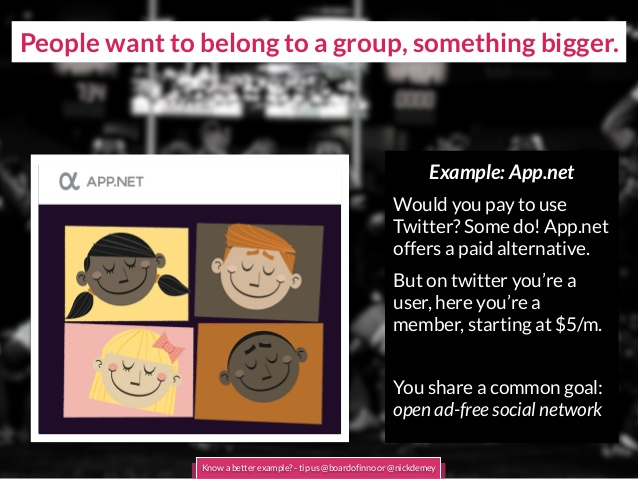 People want to belong to a group, something bigger.
α APP.NET
Example: App.net
Would you pay to use
Twitter? Some do! App.net
offers a paid alternative.
But on twitter you're a
user, here you're a
member, starting at $5/m.
You share a common goal:
open ad-free social network
Know a better example? – tip us @boardofinno or @nickdemey